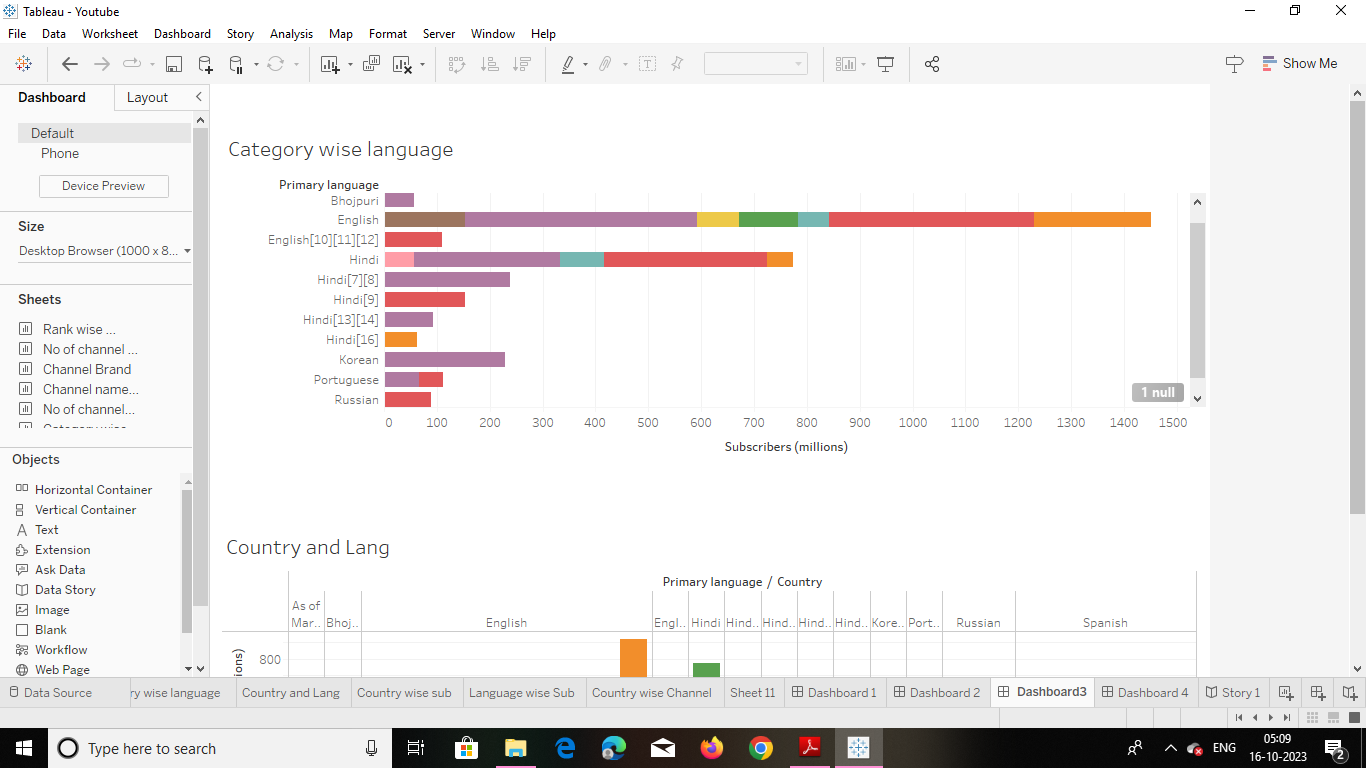 Tableau - Youtube
File Data Worksheet Dashboard Story Analysis Map Format Server Window Help
Show Me
Dashboard Layout
Default
Phone
Device Preview
Size
Desktop Browser (1000 x 8...
Sheets
Rank wise ...
No of channel ...
Channel Brand
Channel name...
No of channel...
Objects
Horizontal Container
Vertical Container
Text
Extension
Ask Data
Data Story
Image
Blank
Workflow
Web Page
Category wise language
Primary language
Bhojpuri
English
English[10][11][12]
Hindi
Hindi[7][8]
Hindi[9]
Hindi[13][14]
Hindi[16]
Korean
Portuguese
Russian
1 null
0 100 200 300 400 500 600 700 800 900 1000 1100 1200 1300 1400 1500
Subscribers (millions)
Country and Lang
Primary language / Country
As of
Mar.. Bhoj.. English Engl.. Hindi Hind.. Hind.. Hind.. Hind.. Kore.. Port.. Russian Spanish
800
ions)
Data Source ry wise language Country and Lang Country wise sub Language wise Sub Country wise Channel Sheet 11 Dashboard 1 Dashboard 2 Dashboard3 Dashboard 4 Story 1
Type here to search
ENG
05:09
16-10-2023
2